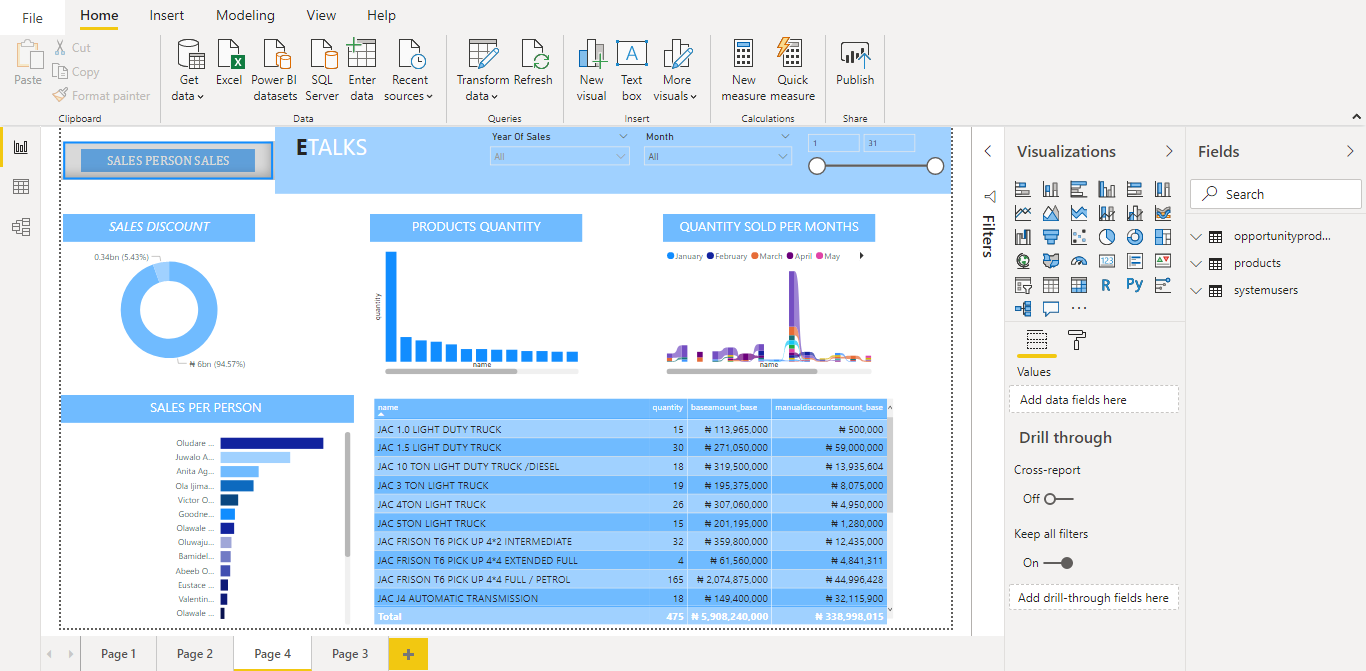 File Home Insert Modeling View Help
Paste
Cut
Copy
Format painter
Clipboard
Get data
Excel
Power BI datasets
SQL Server
Enter data
Recent sources
Data
Transform data
Refresh
Queries
New visual
Text box
More visuals
Insert
New measure
Quick measure
Calculations
Publish
Share
SALES PERSON SALES
ETALKS
Year Of Sales
All
Month
All
1 31
SALES DISCOUNT
0.34bn (5.43%)
₦ 6bn (94.57%)
PRODUCTS QUANTITY
quantity
name
QUANTITY SOLD PER MONTHS
January February March April May
name
SALES PER PERSON
Oludare ...
Juwalo A...
Anita Ag...
Ola Ijima...
Victor O...
Goodne...
Olawale ...
Oluwaju...
Bamidel...
Abeeb O...
Eustace ...
Valentin...
Olawale ...
name quantity baseamount_base manualdiscountamount_base
JAC 1.0 LIGHT DUTY TRUCK 15 ₦ 113,965,000 ₦ 500,000
JAC 1.5 LIGHT DUTY TRUCK 30 ₦ 271,050,000 ₦ 59,000,000
JAC 10 TON LIGHT DUTY TRUCK /DIESEL 18 ₦ 319,500,000 ₦ 13,935,604
JAC 3 TON LIGHT TRUCK 19 ₦ 195,375,000 ₦ 8,075,000
JAC 4TON LIGHT TRUCK 26 ₦ 307,060,000 ₦ 4,950,000
JAC 5TON LIGHT TRUCK 15 ₦ 201,195,000 ₦ 1,280,000
JAC FRISON T6 PICK UP 4*2 INTERMEDIATE 32 ₦ 359,800,000 ₦ 12,435,000
JAC FRISON T6 PICK UP 4*4 EXTENDED FULL 4 ₦ 61,560,000 ₦ 4,841,311
JAC FRISON T6 PICK UP 4*4 FULL / PETROL 165 ₦ 2,074,875,000 ₦ 44,996,428
JAC J4 AUTOMATIC TRANSMISSION 18 ₦ 149,400,000 ₦ 32,115,900
Total 475 ₦ 5,908,240,000 ₦ 338,998,015
Filters
Visualizations
123
R Py
Values
Add data fields here
Drill through
Cross-report
Off
Keep all filters
On
Add drill-through fields here
Fields
Search
opportunityprod...
products
systemusers
Page 1 Page 2 Page 4 Page 3 +